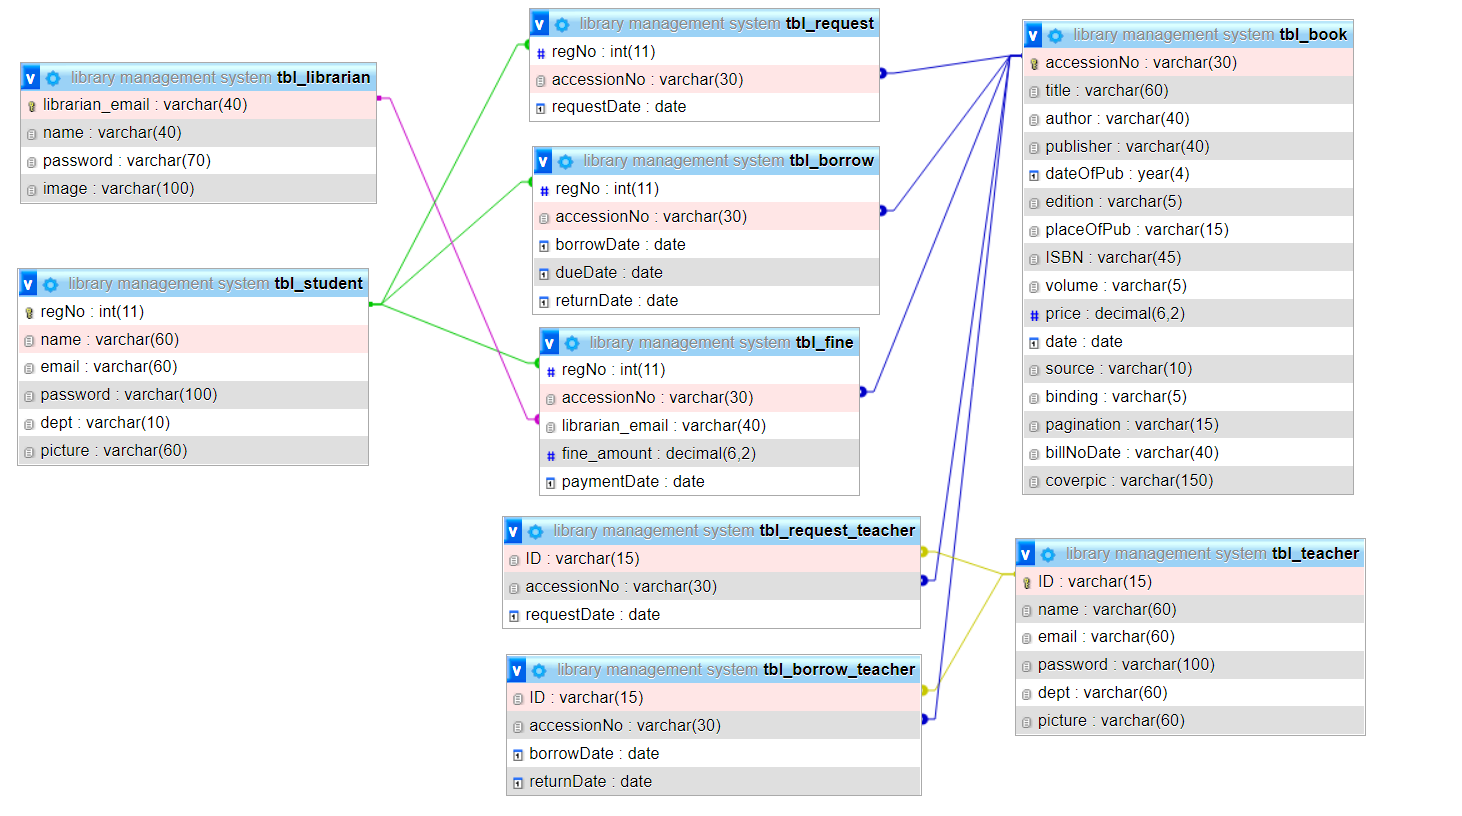 library management system tbl_librarian
librarian_email : varchar(40)
name : varchar(40)
password : varchar(70)
image : varchar(100)
library management system tbl_student
regNo : int(11)
name : varchar(60)
email : varchar(60)
password : varchar(100)
dept : varchar(10)
picture : varchar(60)
library management system tbl_request
regNo : int(11)
accessionNo : varchar(30)
requestDate : date
library management system tbl_borrow
regNo : int(11)
accessionNo : varchar(30)
borrowDate : date
dueDate : date
returnDate : date
library management system tbl_fine
regNo : int(11)
accessionNo : varchar(30)
librarian_email : varchar(40)
fine_amount : decimal(6,2)
paymentDate : date
library management system tbl_request_teacher
ID : varchar(15)
accessionNo : varchar(30)
requestDate : date
library management system tbl_borrow_teacher
ID : varchar(15)
accessionNo : varchar(30)
borrowDate : date
returnDate : date
library management system tbl_book
accessionNo : varchar(30)
title : varchar(60)
author : varchar(40)
publisher : varchar(40)
dateOfPub : year(4)
edition : varchar(5)
placeOfPub : varchar(15)
ISBN : varchar(45)
volume : varchar(5)
price : decimal(6,2)
date : date
source : varchar(10)
binding : varchar(5)
pagination : varchar(15)
billNoDate : varchar(40)
coverpic : varchar(150)
library management system tbl_teacher
ID : varchar(15)
name : varchar(60)
email : varchar(60)
password : varchar(100)
dept : varchar(60)
picture : varchar(60)